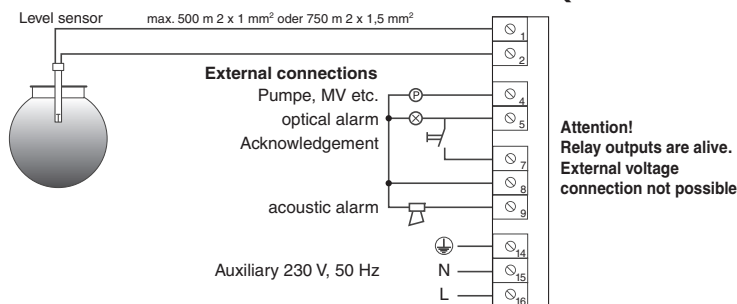 Level sensor max. 500 m 2 x 1 mm² oder 750 m 2 x 1,5 mm²
1
2
External connections
Pumpe, MV etc. P 4
optical alarm 5
Acknowledgement
7
8
acoustic alarm 9
14
Auxiliary 230 V, 50 Hz N 15
L 16
Attention!
Relay outputs are alive.
External voltage
connection not possible